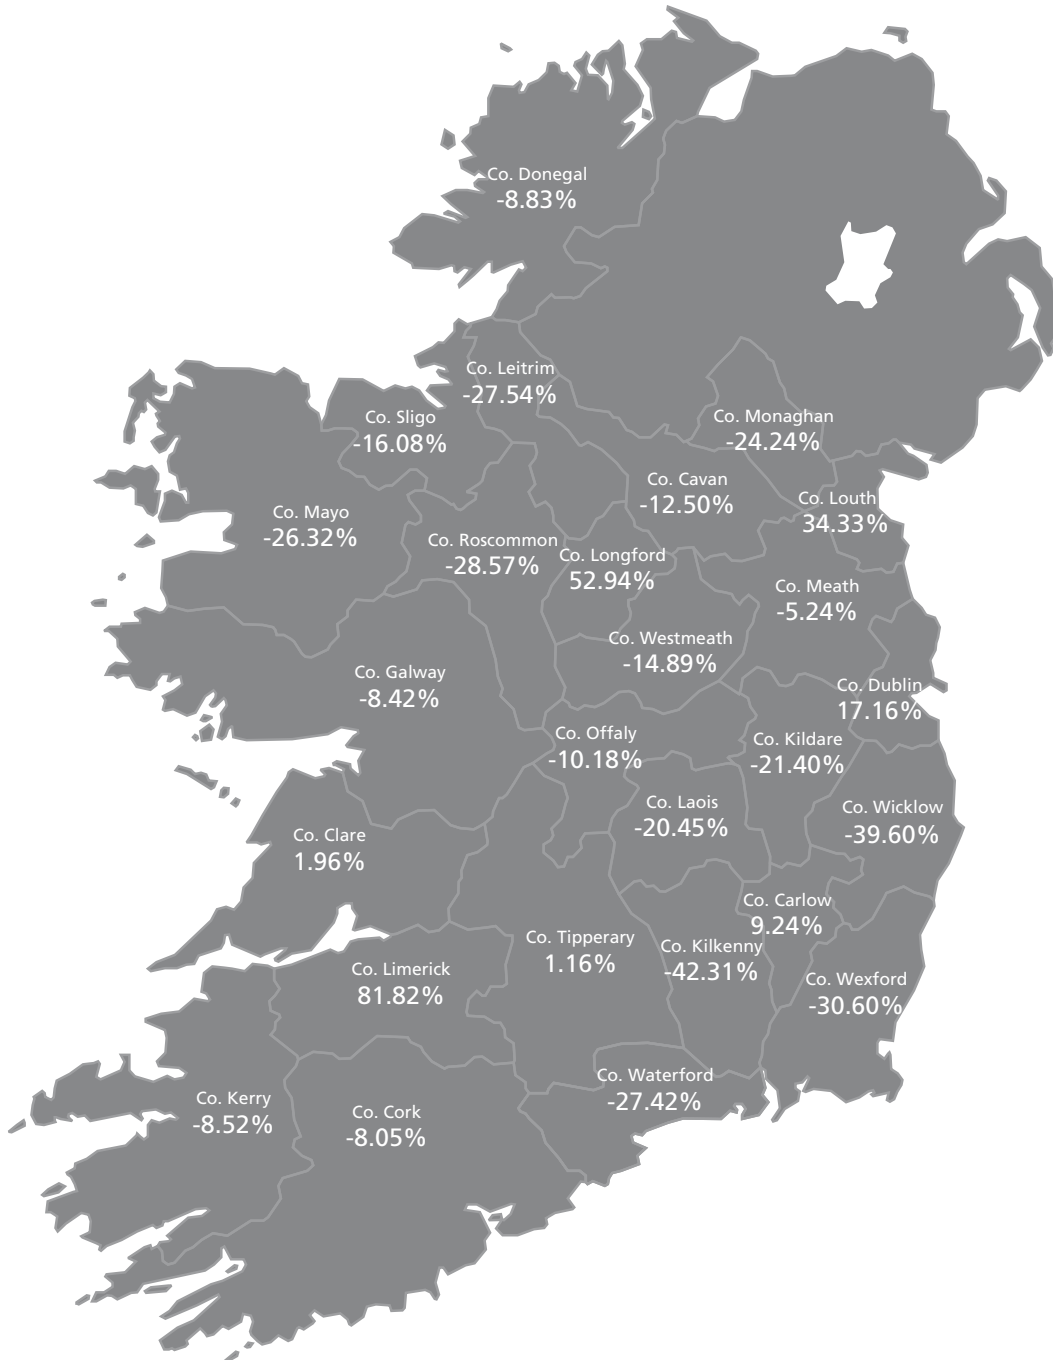 Co. Donegal
-8.83%
Co. Leitrim
-27.54%
Co. Sligo
-16.08%
Co. Monaghan
-24.24%
Co. Cavan
-12.50%
Co. Louth
34.33%
Co. Mayo
-26.32%
Co. Roscommon
-28.57%
Co. Longford
52.94%
Co. Meath
-5.24%
Co. Westmeath
-14.89%
Co. Galway
-8.42%
Co. Dublin
17.16%
Co. Offaly
-10.18%
Co. Kildare
-21.40%
Co. Laois
-20.45%
Co. Wicklow
-39.60%
Co. Clare
1.96%
Co. Carlow
9.24%
Co. Tipperary
1.16%
Co. Kilkenny
-42.31%
Co. Limerick
81.82%
Co. Wexford
-30.60%
Co. Waterford
-27.42%
Co. Kerry
-8.52%
Co. Cork
-8.05%